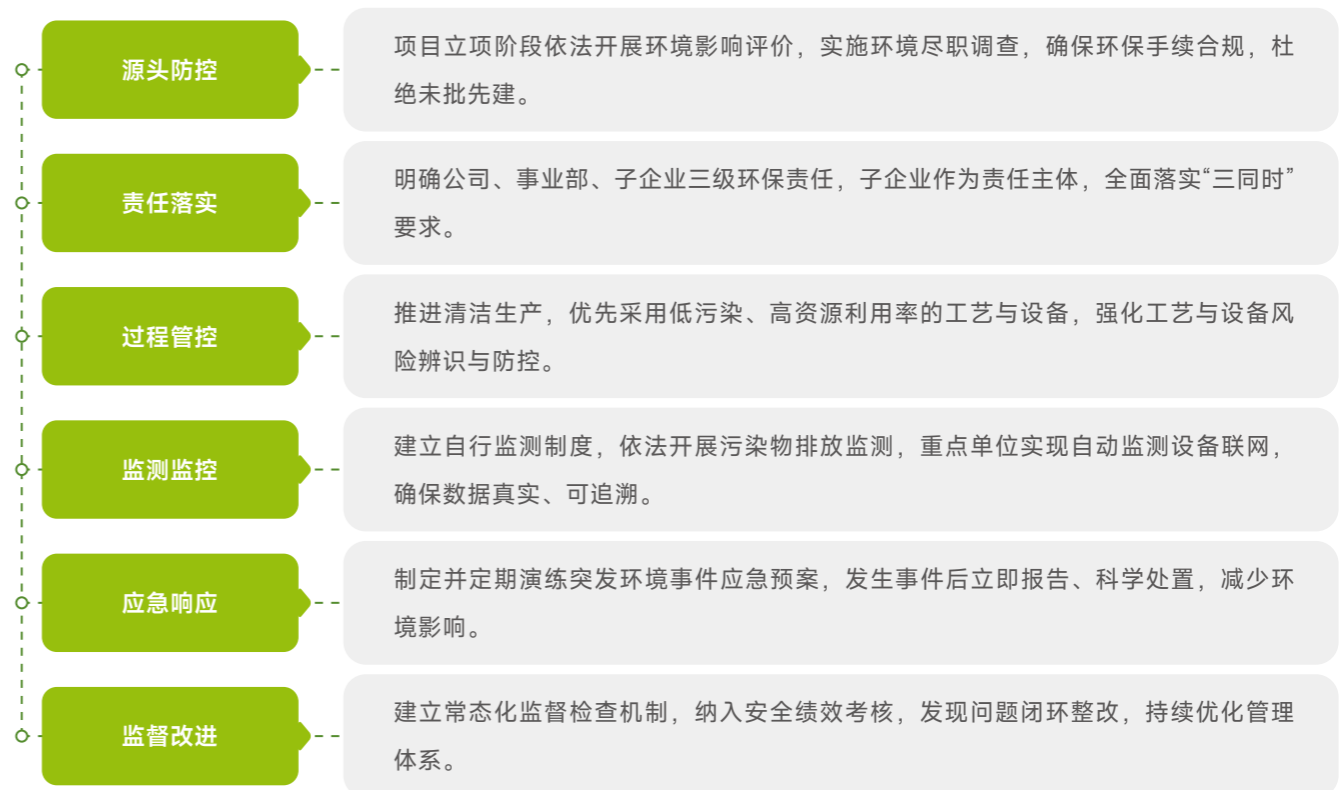 源头防控
项目立项阶段依法开展环境影响评价，实施环境尽职调查，确保环保手续合规，杜
绝未批先建。
责任落实
明确公司、事业部、子企业三级环保责任，子企业作为责任主体，全面落实“三同时”
要求。
过程管控
推进清洁生产，优先采用低污染、高资源利用率的工艺与设备，强化工艺与设备风
险辨识与防控。
监测监控
建立自行监测制度，依法开展污染物排放监测，重点单位实现自动监测设备联网，
确保数据真实、可追溯。
应急响应
制定并定期演练突发环境事件应急预案，发生事件后立即报告、科学处置，减少环
境影响。
监督改进
建立常态化监督检查机制，纳入安全绩效考核，发现问题闭环整改，持续优化管理
体系。